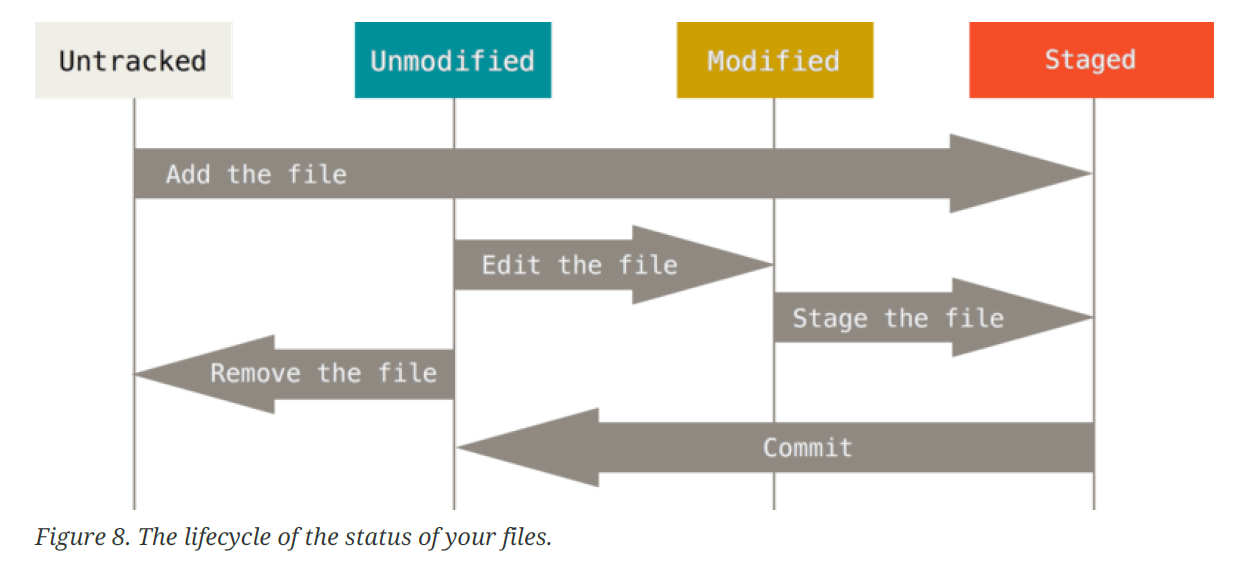 Untracked
Unmodified
Modified
Staged
Add the file
Edit the file
Stage the file
Remove the file
Commit
Figure 8. The lifecycle of the status of your files.